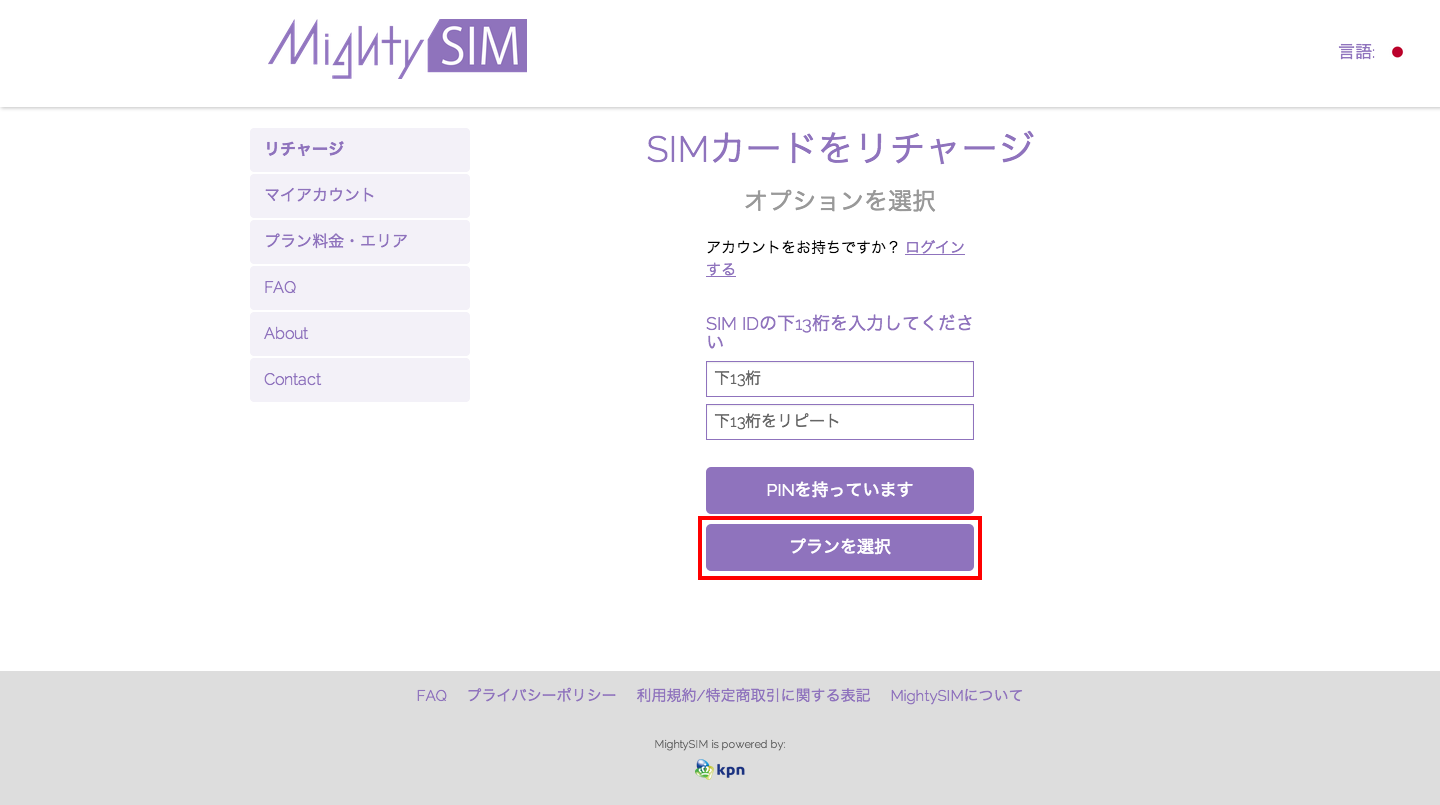 Mighty SIM
言語:
リチャージ
マイアカウント
プラン料金・エリア
FAQ
About
Contact
SIMカードをリチャージ
オプションを選択
アカウントをお持ちですか？ ログイン
する
SIM IDの下13桁を入力してくださ
い
下13桁
下13桁をリピート
PINを持っています
プランを選択
FAQ プライバシーポリシー 利用規約/特定商取引に関する表記 MightySIMについて
MightySIM is powered by:
kpn